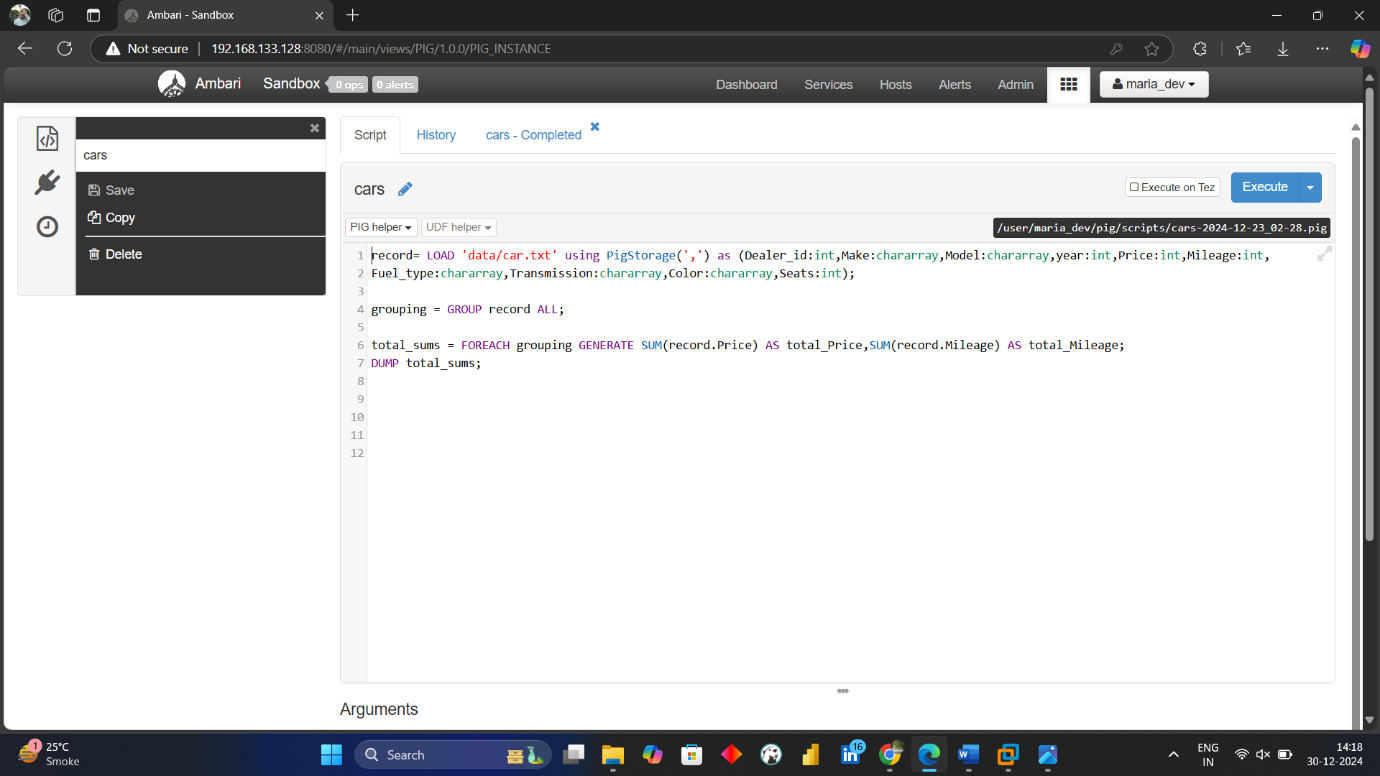 Ambari - Sandbox
Not secure
192.168.133.128:8080/#/main/views/PIG/1.0.0/PIG_INSTANCE
Ambari Sandbox 0 ops 0 alerts
Dashboard Services Hosts Alerts Admin maria_dev
cars
Save
Copy
Delete
Script History cars - Completed
cars
Execute on Tez Execute
PIG helper UDF helper
/user/maria_dev/pig/scripts/cars-2024-12-23_02-28.pig
1 record= LOAD 'data/car.txt' using PigStorage(',') as (Dealer_id:int,Make:chararray,Model:chararray,year:int,Price:int,Mileage:int,
2 Fuel_type:chararray,Transmission:chararray,Color:chararray,Seats:int);
3
4 grouping = GROUP record ALL;
5
6 total_sums = FOREACH grouping GENERATE SUM(record.Price) AS total_Price,SUM(record.Mileage) AS total_Mileage;
7 DUMP total_sums;
8
9
10
11
12
Arguments
1
25°C
Smoke
Search
16
ENG
IN
14:18
30-12-2024